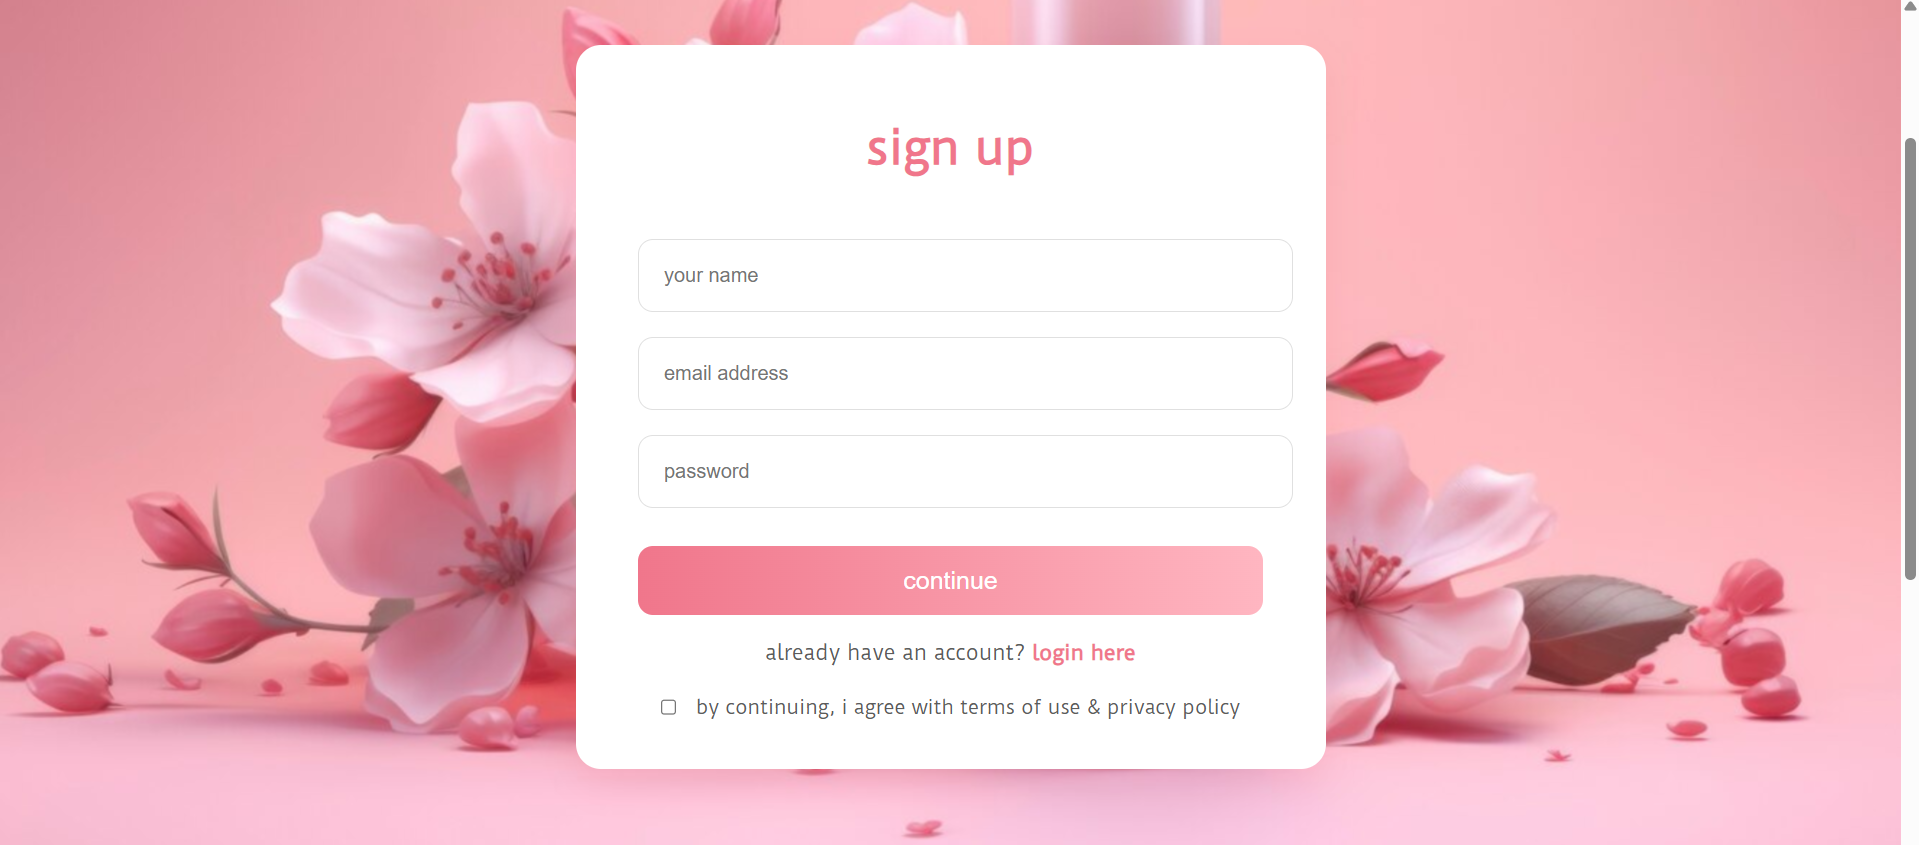 sign up
your name
email address
password
continue
already have an account? login here
by continuing, i agree with terms of use & privacy policy